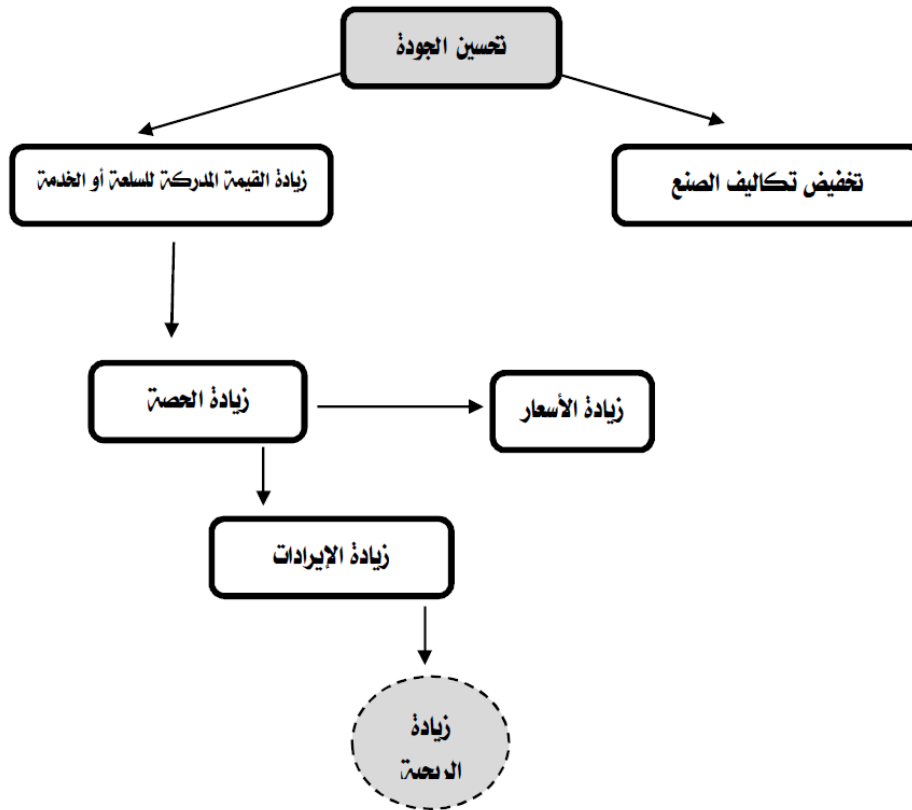 تحسين الجودة
زيادة القيمة المدركة للسلعة أو الخدمة
تخفيض تكاليف الصنع
زيادة الحصة
زيادة الأسعار
زيادة الإيرادات
زيادة
الربحية